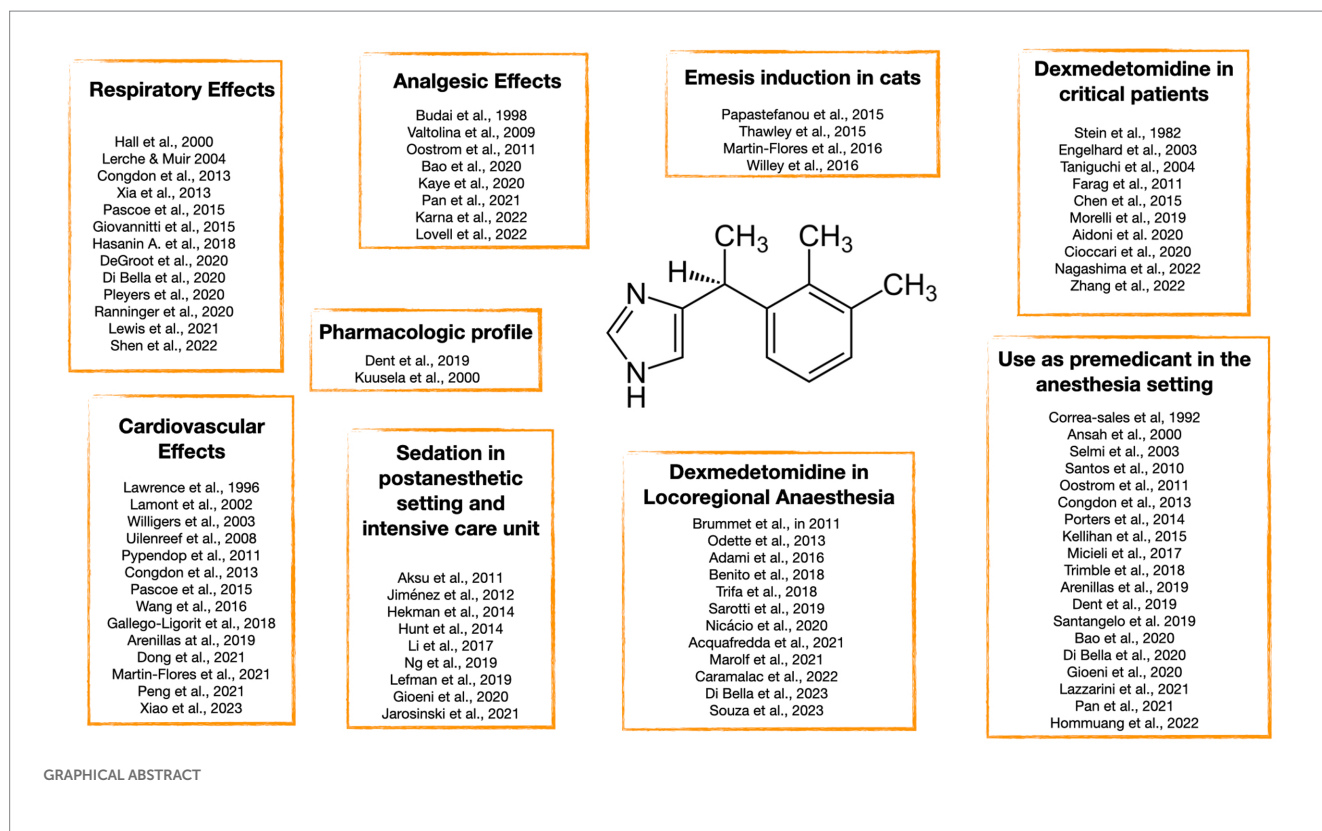 Respiratory Effects
Hall et al., 2000
Lerche & Muir 2004
Congdon et al., 2013
Xia et al., 2013
Pascoe et al., 2015
Giovannitti et al., 2015
Hasanin A. et al., 2018
DeGroot et al., 2020
Di Bella et al., 2020
Pleyers et al., 2020
Ranninger et al., 2020
Lewis et al., 2021
Shen et al., 2022
Analgesic Effects
Budai et al., 1998
Valtolina et al., 2009
Oostrom et al., 2011
Bao et al., 2020
Kaye et al., 2020
Pan et al., 2021
Karna et al., 2022
Lovell et al., 2022
Emesis induction in cats
Papastefanou et al., 2015
Thawley et al., 2015
Martin-Flores et al., 2016
Willey et al., 2016
Dexmedetomidine in
critical patients
Stein et al., 1982
Engelhard et al., 2003
Taniguchi et al., 2004
Farag et al., 2011
Chen et al., 2015
Morelli et al., 2019
Aidoni et al. 2020
Cioccari et al., 2020
Nagashima et al., 2022
Zhang et al., 2022
Pharmacologic profile
Dent et al., 2019
Kuusela et al., 2000
CH3
CH3
H
CH3
N
N
H
Cardiovascular
Effects
Lawrence et al., 1996
Lamont et al., 2002
Willigers et al., 2003
Uilenreef et al., 2008
Pypendop et al., 2011
Congdon et al., 2013
Pascoe et al., 2015
Wang et al., 2016
Gallego-Ligorit et al., 2018
Arenillas at al., 2019
Dong et al., 2021
Martin-Flores et al., 2021
Peng et al., 2021
Xiao et al., 2023
Sedation in
postanesthetic
setting and
intensive care unit
Aksu et al., 2011
Jiménez et al., 2012
Hekman et al., 2014
Hunt et al., 2014
Li et al., 2017
Ng et al., 2019
Lefman et al., 2019
Gioeni et al., 2020
Jarosinski et al., 2021
Dexmedetomidine in
Locoregional Anaesthesia
Brummet et al., in 2011
Odette et al., 2013
Adami et al., 2016
Benito et al., 2018
Trifa et al., 2018
Sarotti et al., 2019
Nicácio et al., 2020
Acquafredda et al., 2021
Marolf et al., 2021
Caramalac et al., 2022
Di Bella et al., 2023
Souza et al., 2023
Use as premedicant in the
anesthesia setting
Correa-sales et al, 1992
Ansah et al., 2000
Selmi et al., 2003
Santos et al., 2010
Oostrom et al., 2011
Congdon et al., 2013
Porters et al., 2014
Kellihan et al., 2015
Micieli et al., 2017
Trimble et al., 2018
Arenillas et al., 2019
Dent et al., 2019
Santangelo et al. 2019
Bao et al., 2020
Di Bella et al., 2020
Gioeni et al., 2020
Lazzarini et al., 2021
Pan et al., 2021
Hommuang et al., 2022
GRAPHICAL ABSTRACT